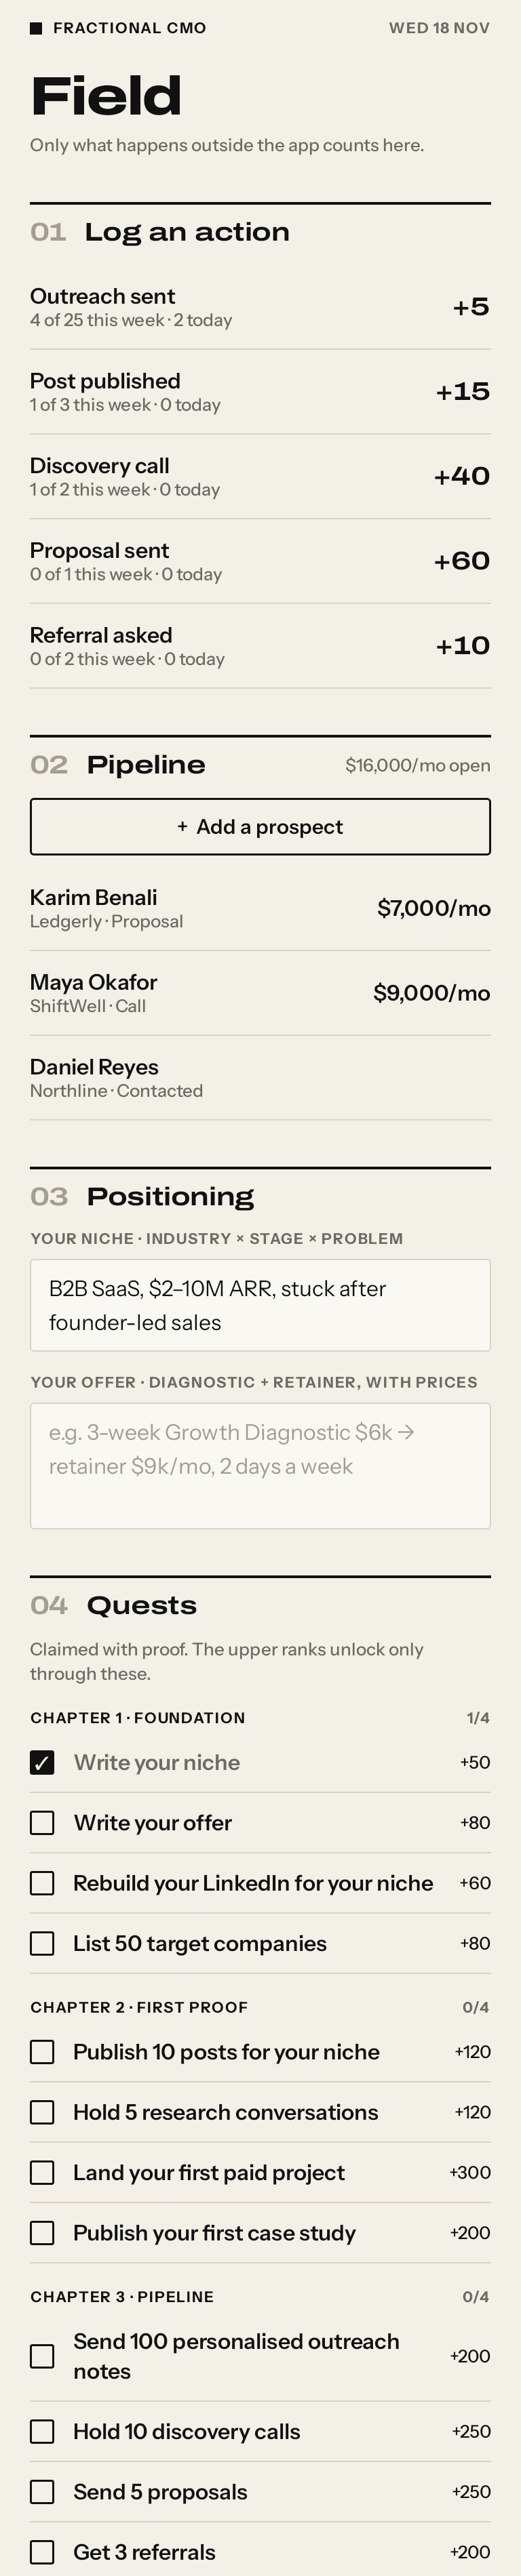 FRACTIONAL CMO
WED 18 NOV
Field
Only what happens outside the app counts here.
01 Log an action
Outreach sent
4 of 25 this week · 2 today
+5
Post published
1 of 3 this week · 0 today
+15
Discovery call
1 of 2 this week · 0 today
+40
Proposal sent
0 of 1 this week · 0 today
+60
Referral asked
0 of 2 this week · 0 today
+10
02 Pipeline
$16,000/mo open
+ Add a prospect
Karim Benali
Ledgerly · Proposal
$7,000/mo
Maya Okafor
ShiftWell · Call
$9,000/mo
Daniel Reyes
Northline · Contacted
03 Positioning
YOUR NICHE · INDUSTRY × STAGE × PROBLEM
B2B SaaS, $2–10M ARR, stuck after
founder-led sales
YOUR OFFER · DIAGNOSTIC + RETAINER, WITH PRICES
e.g. 3-week Growth Diagnostic $6k →
retainer $9k/mo, 2 days a week
04 Quests
Claimed with proof. The upper ranks unlock only
through these.
CHAPTER 1 · FOUNDATION
1/4
✓ Write your niche
+50
Write your offer
+80
Rebuild your LinkedIn for your niche
+60
List 50 target companies
+80
CHAPTER 2 · FIRST PROOF
0/4
Publish 10 posts for your niche
+120
Hold 5 research conversations
+120
Land your first paid project
+300
Publish your first case study
+200
CHAPTER 3 · PIPELINE
0/4
Send 100 personalised outreach
notes
+200
Hold 10 discovery calls
+250
Send 5 proposals
+250
Get 3 referrals
+200